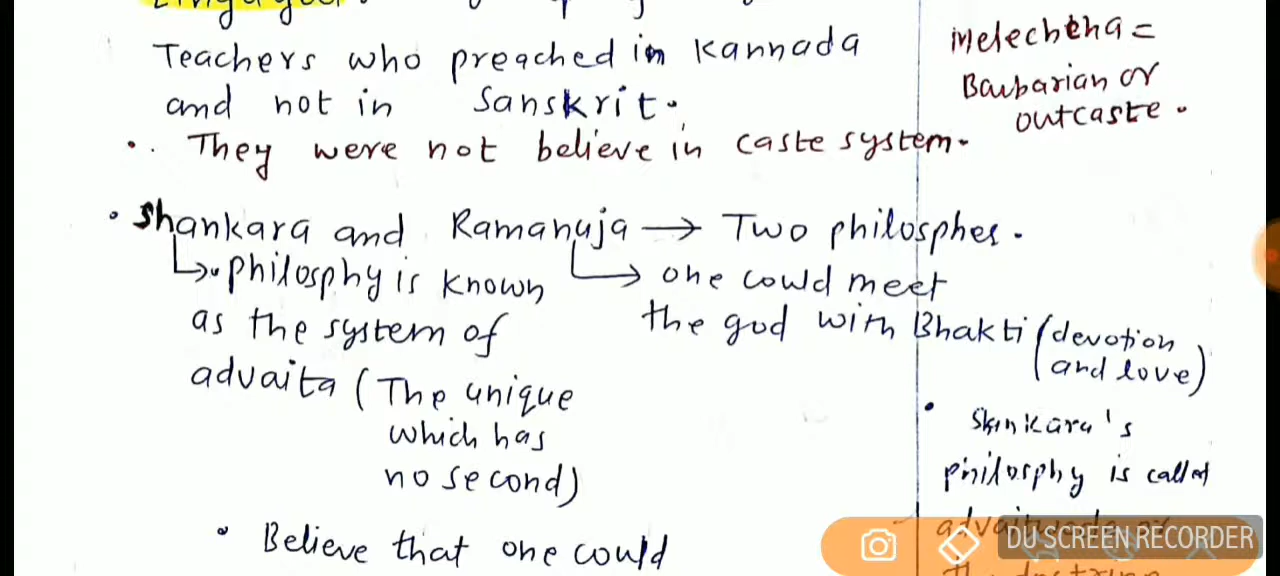 Lingayats
Teachers who preached in Kannada
and not in Sanskrit.
They were not believe in caste system.
Melechtha =
Barbarian or
outcaste.
Shankara and Ramanuja → Two philosphes.
Philosphy is known
as the system of
advaita (The unique
which has
no second)
one could meet
the god with Bhakti (devotion
and love)
Believe that one could
Shnkara's
philosphy is called
DU SCREEN RECORDER